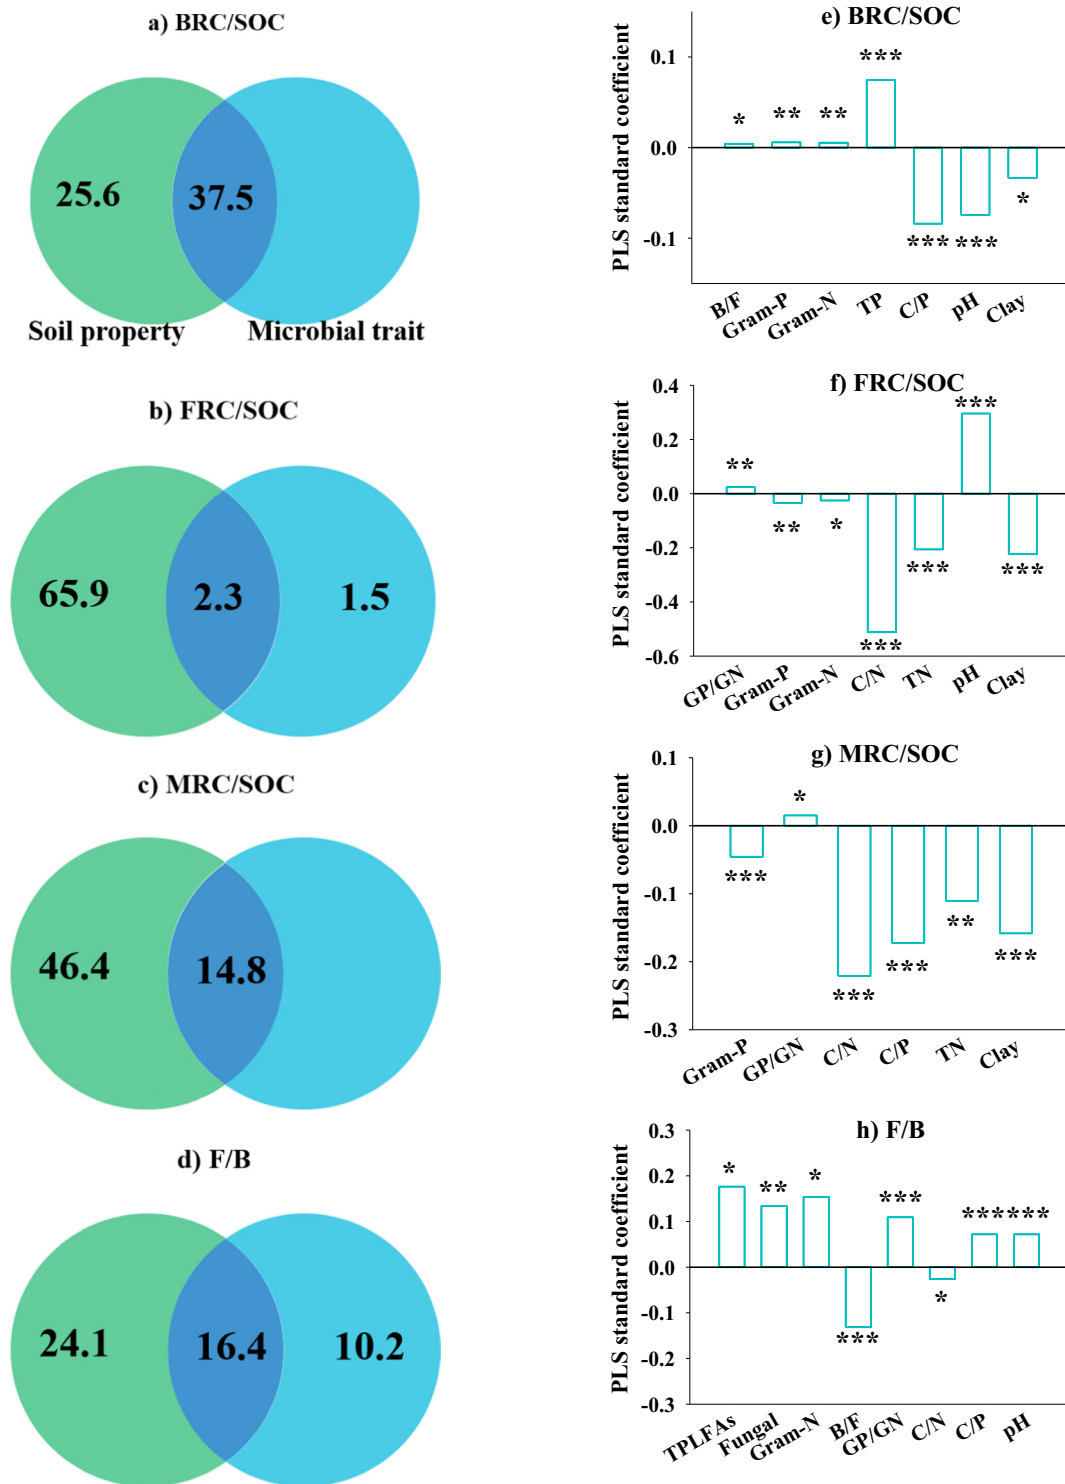 a) BRC/SOC
25.6
37.5
Soil property
Microbial trait
b) FRC/SOC
65.9
2.3
1.5
c) MRC/SOC
46.4
14.8
d) F/B
24.1
16.4
10.2
e) BRC/SOC
PLS standard coefficient
0.1
0.0
-0.1
*
**
**
***
***
***
*
B/F
Gram-P
Gram-N
TP
C/P
pH
Clay
f) FRC/SOC
PLS standard coefficient
0.4
0.2
0.0
-0.2
-0.4
-0.6
**
**
*
***
***
***
***
GP/GN
Gram-P
Gram-N
C/N
TN
pH
Clay
g) MRC/SOC
PLS standard coefficient
0.1
0.0
-0.1
-0.2
-0.3
***
*
***
***
**
***
Gram-P
GP/GN
C/N
C/P
TN
Clay
h) F/B
PLS standard coefficient
0.3
0.2
0.1
0.0
-0.1
-0.2
-0.3
*
**
*
***
***
*
***
***
TPLFAs
Fungal
Gram-N
B/F
GP/GN
C/N
C/P
pH